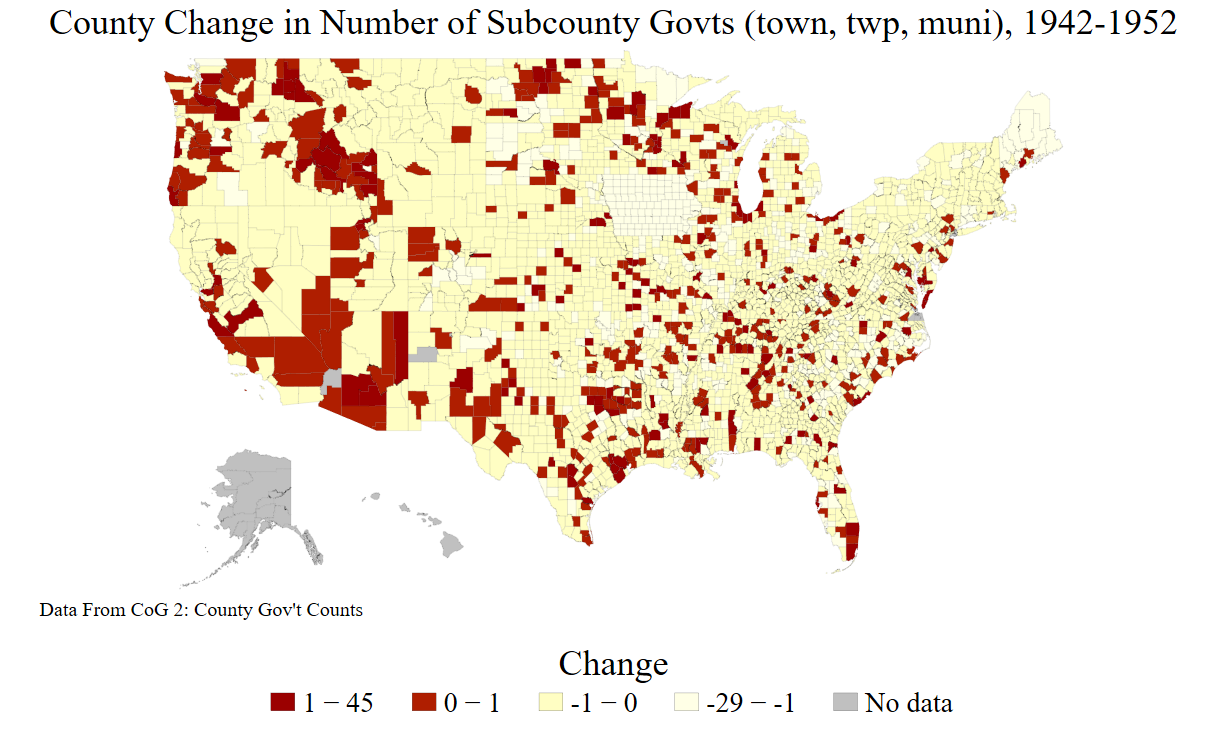 County Change in Number of Subcounty Govts (town, twp, muni), 1942-1952
Data From CoG 2: County Gov't Counts
Change
1 − 45 0 − 1 -1 − 0 -29 − -1 No data